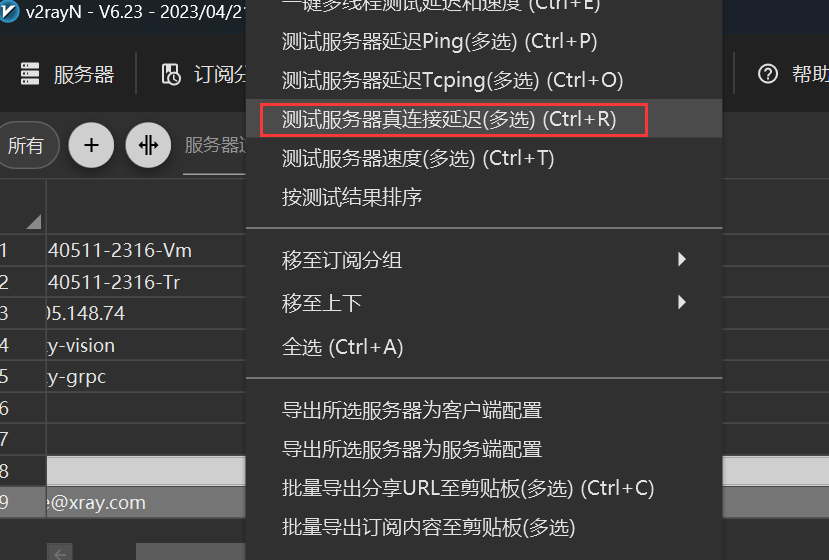 v2rayN - V6.23 - 2023/04/21
服务器
订阅分
帮助
所有
服务器过
一键多线程测试延迟和速度 (Ctrl+E)
测试服务器延迟Ping(多选) (Ctrl+P)
测试服务器延迟Tcping(多选) (Ctrl+O)
测试服务器真连接延迟(多选) (Ctrl+R)
测试服务器速度(多选) (Ctrl+T)
按测试结果排序
移至订阅分组
移至上下
全选 (Ctrl+A)
导出所选服务器为客户端配置
导出所选服务器为服务端配置
批量导出分享URL至剪贴板(多选) (Ctrl+C)
批量导出订阅内容至剪贴板(多选)
1 40511-2316-Vm
2 40511-2316-Tr
3 05.148.74
4 y-vision
5 y-grpc
6
7
8
9 e@xray.com